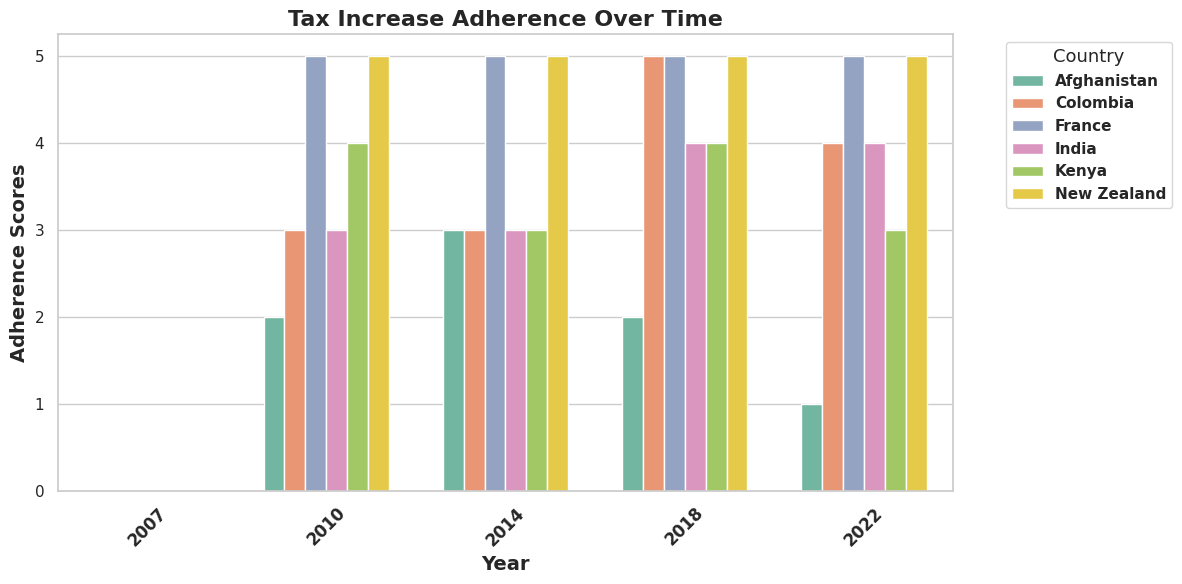 Tax Increase Adherence Over Time
Adherence Scores
5
4
3
2
1
0
2007
2010
2014
2018
2022
Year
Country
Afghanistan
Colombia
France
India
Kenya
New Zealand